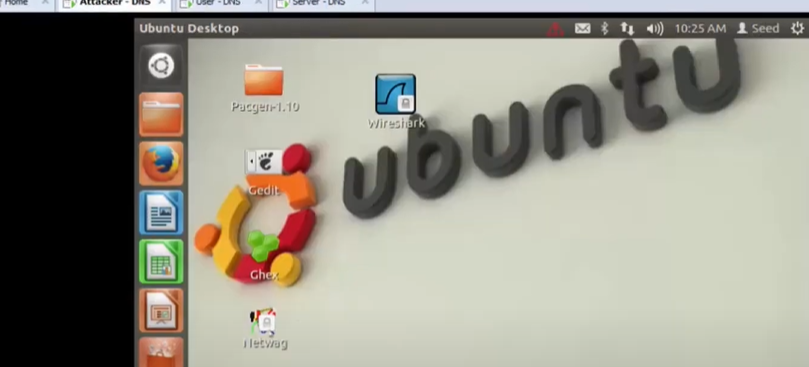 Home
Attacker - DNS
User - DNS
Server - DNS
Ubuntu Desktop
10:25 AM
Seed
Pacgen-1.10
Wireshark
ubuntu
Gedit
Ghex
Netwag